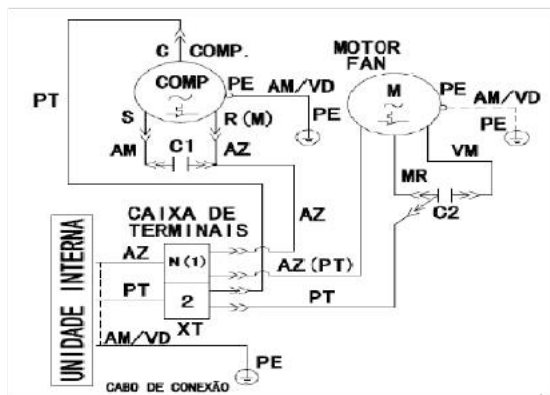 C COMP.
MOTOR
FAN
COMP
PE
AM/VD
PE
M
PE
AM/VD
PE
PT
S
R(M)
AM
C1
AZ
VM
MR
C2
CAIXA DE
TERMINAIS
AZ
UNIDADE INTERNA
AZ
N(1)
AZ(PT)
PT
2
PT
XT
AM/VD
PE
CABO DE CONEXÃO